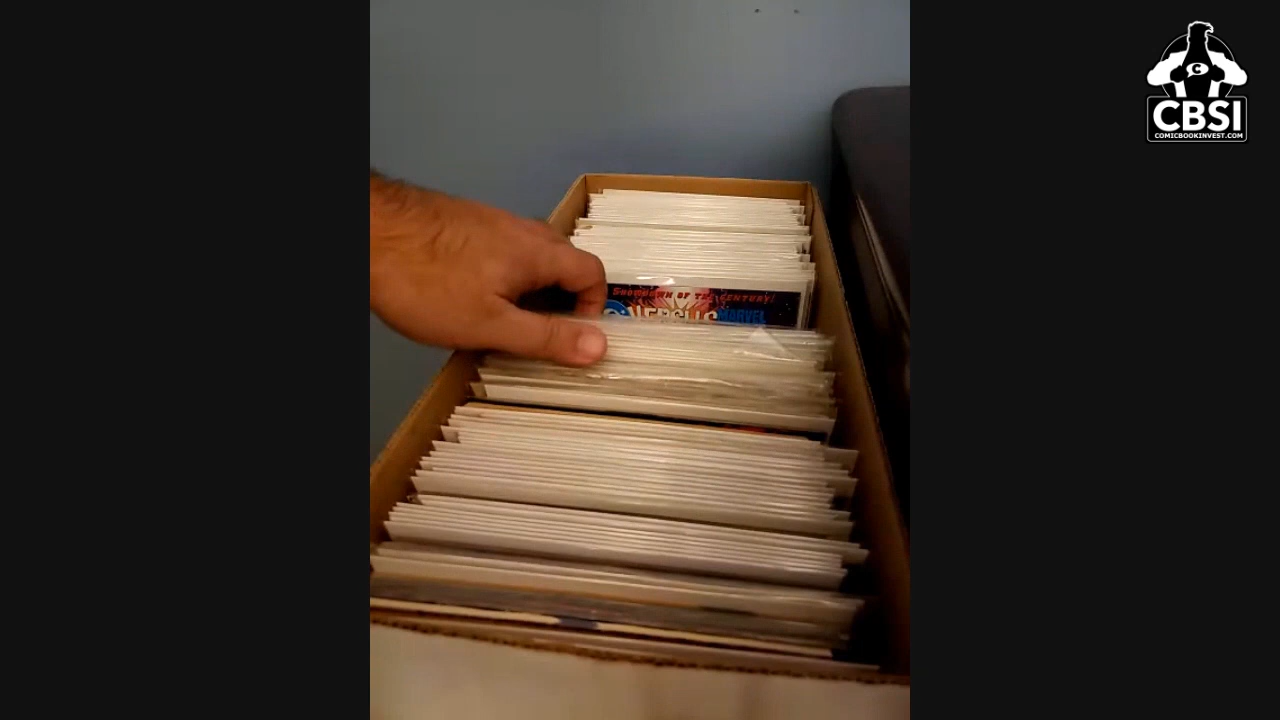 SHOWDOWN OF THE CENTURY!
VERSUS MARVEL
C
CBSI
COMICBOOKINVEST.COM